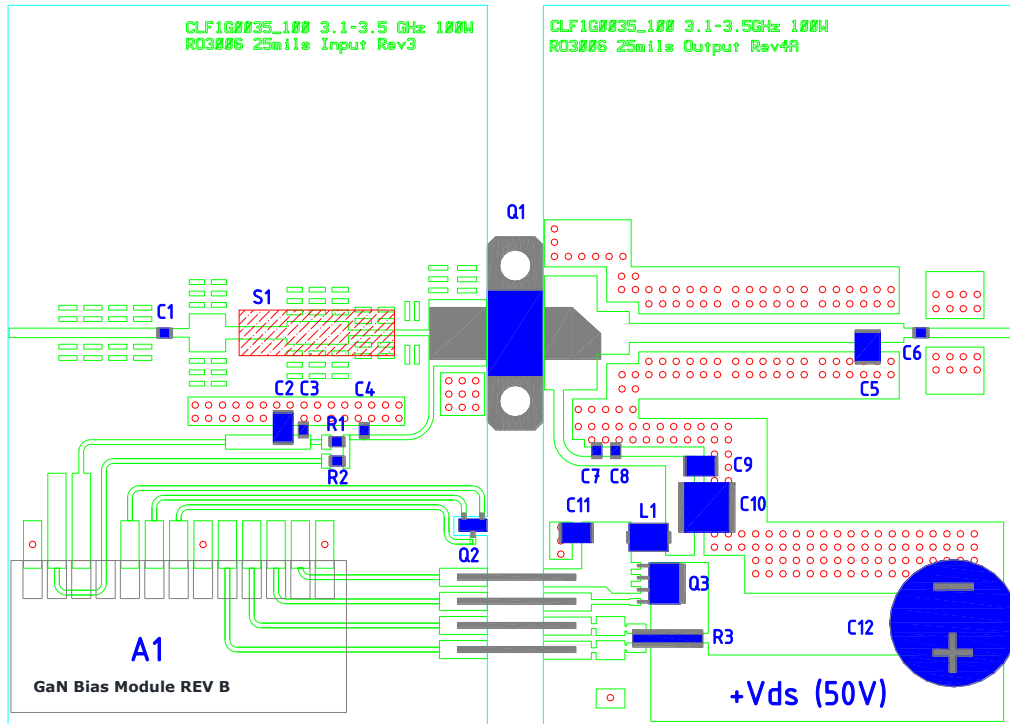 CLF1G0035_100 3.1-3.5 GHz 100W
RO3006 25mils Input Rev3
CLF1G0035_100 3.1-3.5GHz 100W
RO3006 25mils Output Rev4A
Q1
S1
C1
C6
C5
C2
C3
C4
R1
R2
C7
C8
C9
C10
C11
L1
Q2
Q3
R3
C12
A1
GaN Bias Module REV B
+Vds (50V)